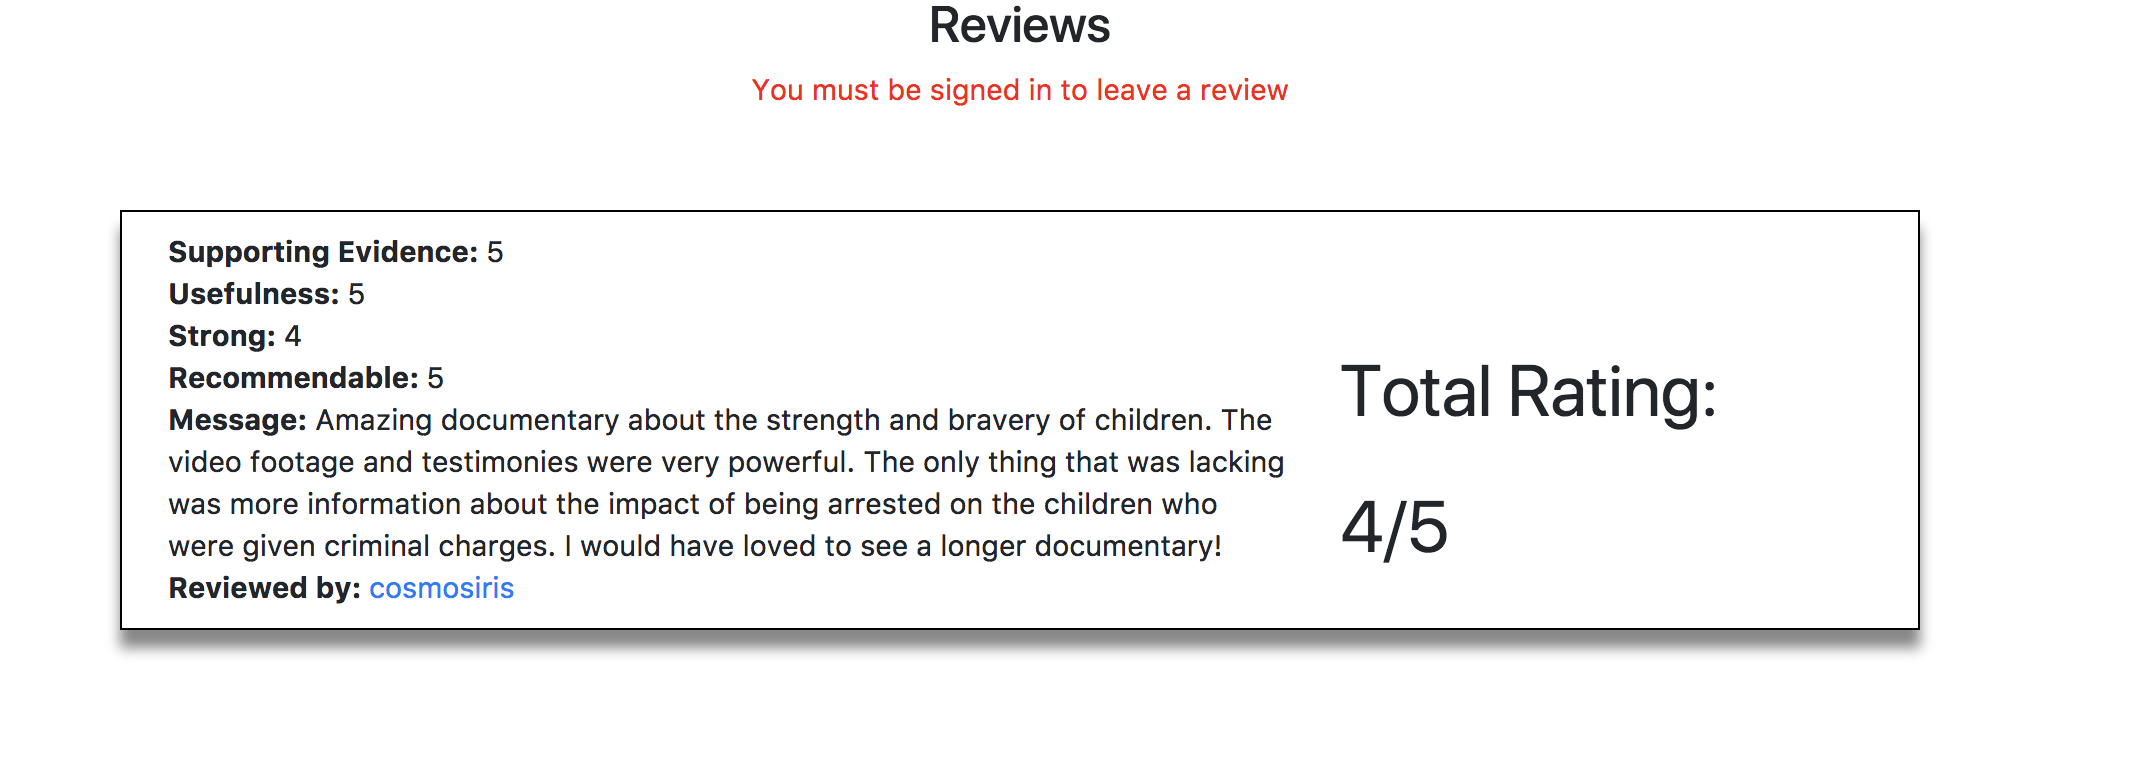 Reviews
You must be signed in to leave a review
Supporting Evidence: 5
Usefulness: 5
Strong: 4
Recommendable: 5
Message: Amazing documentary about the strength and bravery of children. The
video footage and testimonies were very powerful. The only thing that was lacking
was more information about the impact of being arrested on the children who
were given criminal charges. I would have loved to see a longer documentary!
Reviewed by: cosmosiris
Total Rating:
4/5